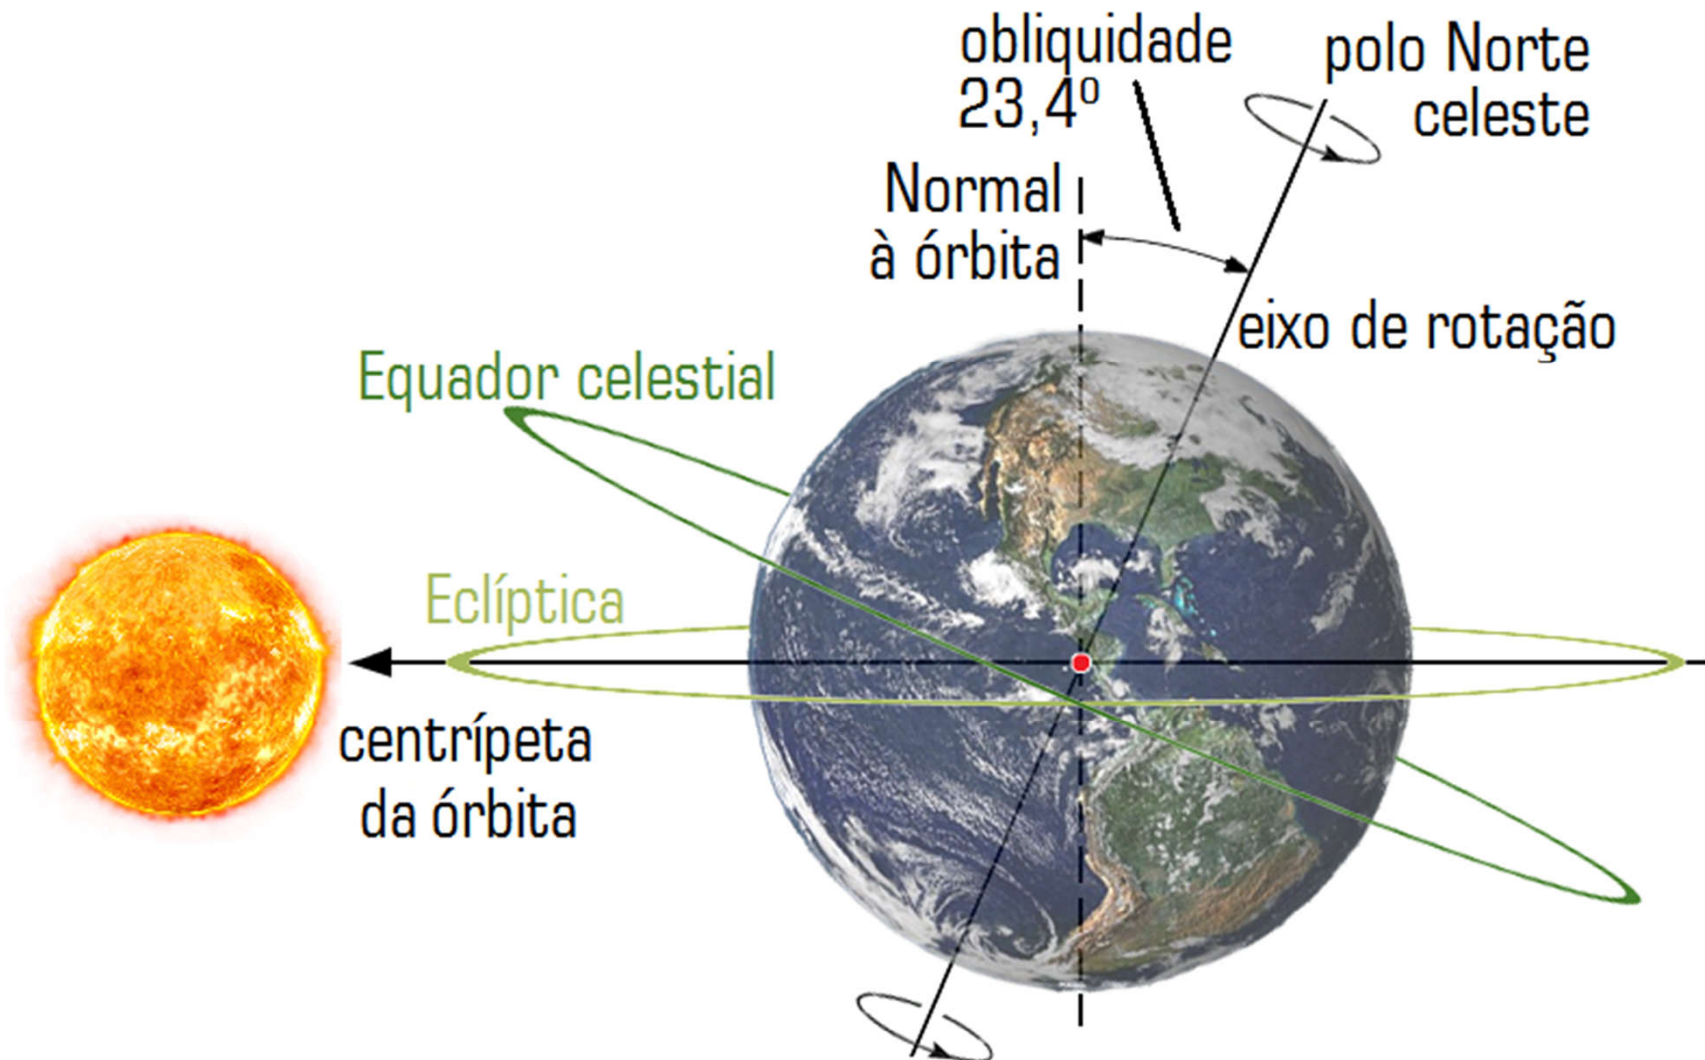 obliquidade
23,4º
polo Norte
celeste
Normal
à órbita
eixo de rotação
Equador celestial
Eclíptica
centrípeta
da órbita